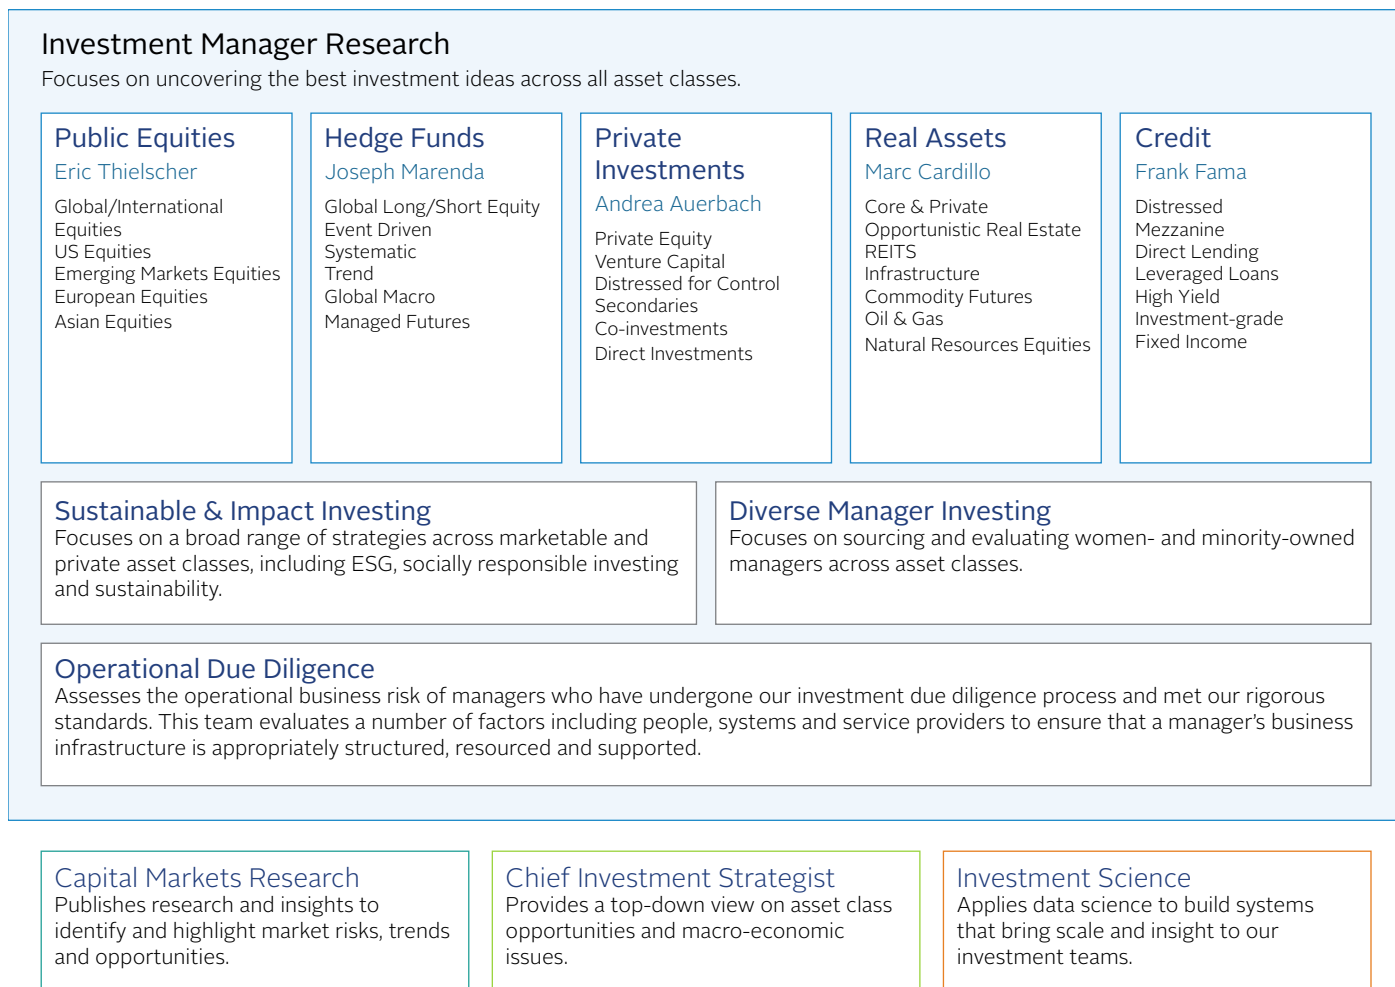 Investment Manager Research
Focuses on uncovering the best investment ideas across all asset classes.
Public Equities
Eric Thielscher
Global/International
Equities
US Equities
Emerging Markets Equities
European Equities
Asian Equities
Hedge Funds
Joseph Marenda
Global Long/Short Equity
Event Driven
Systematic
Trend
Global Macro
Managed Futures
Private
Investments
Andrea Auerbach
Private Equity
Venture Capital
Distressed for Control
Secondaries
Co-investments
Direct Investments
Real Assets
Marc Cardillo
Core & Private
Opportunistic Real Estate
REITS
Infrastructure
Commodity Futures
Oil & Gas
Natural Resources Equities
Credit
Frank Fama
Distressed
Mezzanine
Direct Lending
Leveraged Loans
High Yield
Investment-grade
Fixed Income
Sustainable & Impact Investing
Focuses on a broad range of strategies across marketable and
private asset classes, including ESG, socially responsible investing
and sustainability.
Diverse Manager Investing
Focuses on sourcing and evaluating women- and minority-owned
managers across asset classes.
Operational Due Diligence
Assesses the operational business risk of managers who have undergone our investment due diligence process and met our rigorous
standards. This team evaluates a number of factors including people, systems and service providers to ensure that a manager’s business
infrastructure is appropriately structured, resourced and supported.
Capital Markets Research
Publishes research and insights to
identify and highlight market risks, trends
and opportunities.
Chief Investment Strategist
Provides a top-down view on asset class
opportunities and macro-economic
issues.
Investment Science
Applies data science to build systems
that bring scale and insight to our
investment teams.